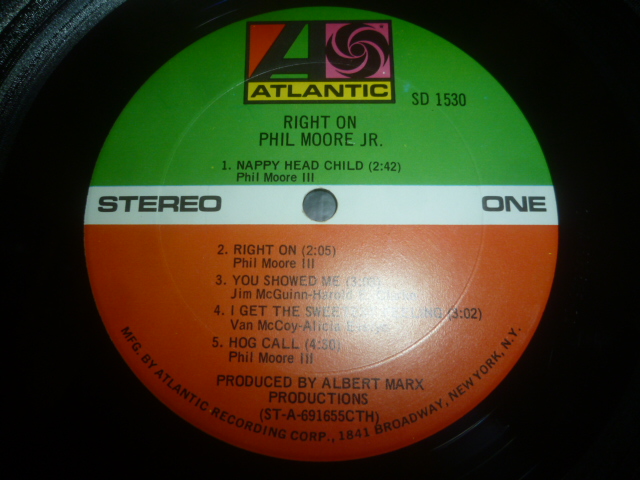 ATLANTIC
SD 1530
RIGHT ON
PHIL MOORE JR.
1. NAPPY HEAD CHILD (2:42)
Phil Moore III
STEREO
ONE
2. RIGHT ON (2:05)
Phil Moore III
3. YOU SHOWED ME
Jim McGuinn-Harold
4. I GET THE (3:02)
Van McCoy-Alicia
5. HOG CALL (4:50)
Phil Moore III
PRODUCED BY ALBERT MARX
PRODUCTIONS
(ST-A-691655CTH)
MFG. BY ATLANTIC RECORDING CORP., 1841 BROADWAY, NEW YORK, N.Y.